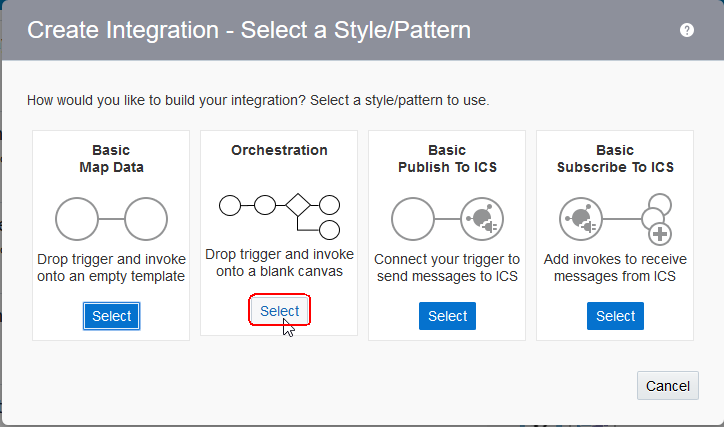 Create Integration - Select a Style/Pattern
?
How would you like to build your integration? Select a style/pattern to use.
Basic
Map Data
Drop trigger and invoke
onto an empty template
Select
Orchestration
Drop trigger and invoke
onto a blank canvas
Select
Basic
Publish To ICS
Connect your trigger to
send messages to ICS
Select
Basic
Subscribe To ICS
Add invokes to receive
messages from ICS
Select
Cancel